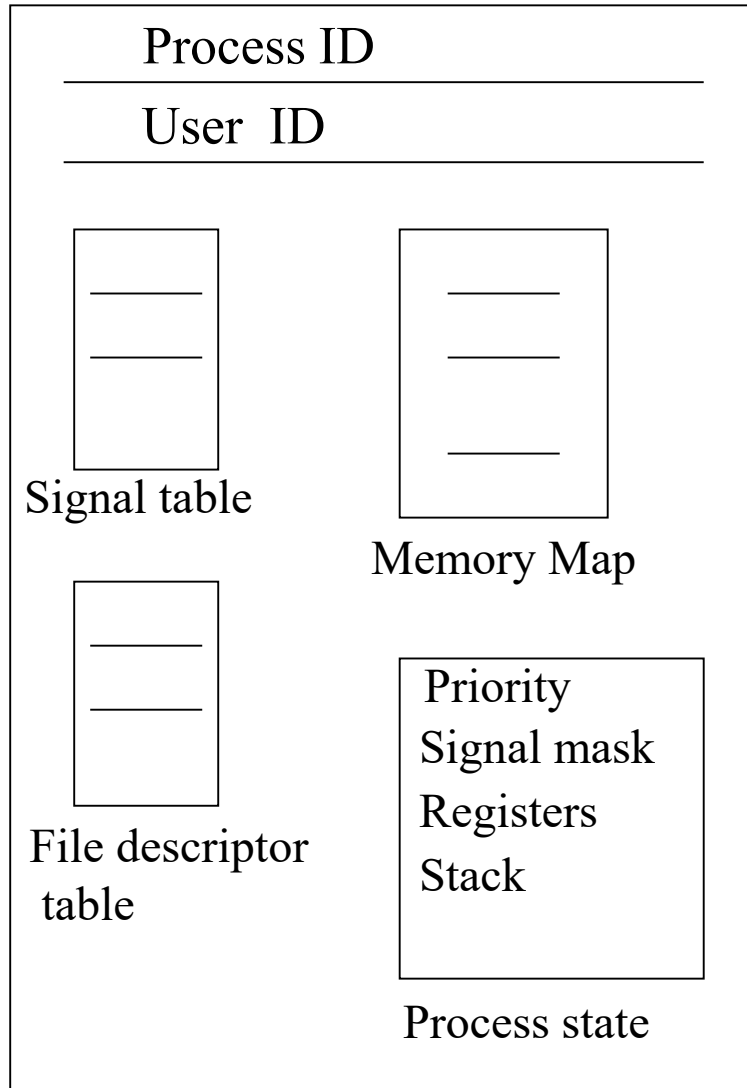 Process ID
User ID
Signal table
Memory Map
File descriptor
table
Priority
Signal mask
Registers
Stack
Process state